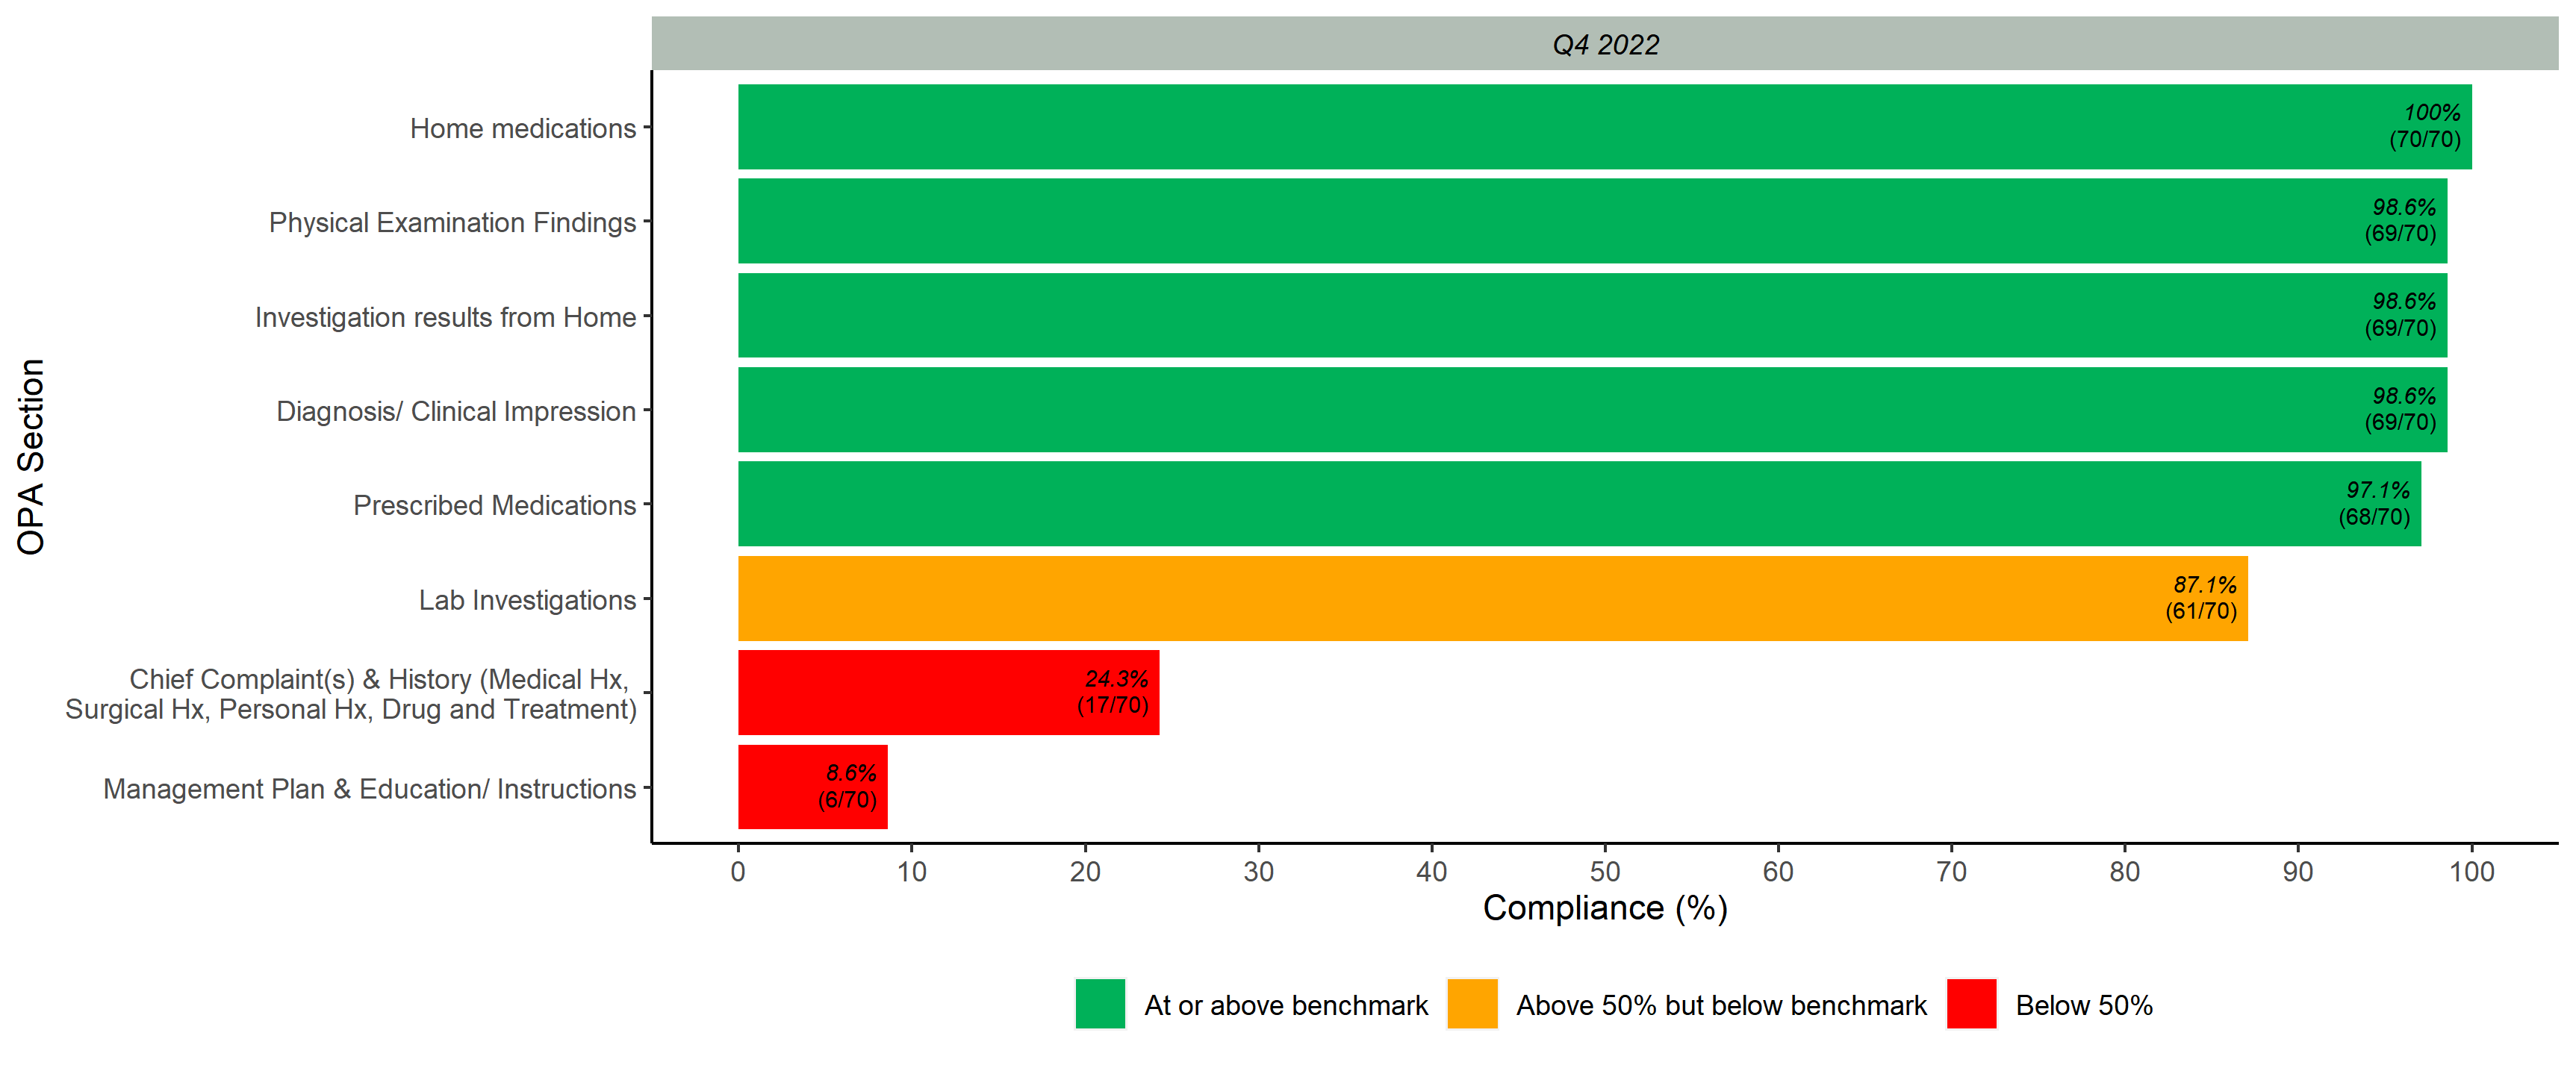 Q4 2022
OPA Section
Home medications
100%
(70/70)
Physical Examination Findings
98.6%
(69/70)
Investigation results from Home
98.6%
(69/70)
Diagnosis/ Clinical Impression
98.6%
(69/70)
Prescribed Medications
97.1%
(68/70)
Lab Investigations
87.1%
(61/70)
Chief Complaint(s) & History (Medical Hx,
Surgical Hx, Personal Hx, Drug and Treatment)
24.3%
(17/70)
Management Plan & Education/ Instructions
8.6%
(6/70)
0 10 20 30 40 50 60 70 80 90 100
Compliance (%)
At or above benchmark Above 50% but below benchmark Below 50%